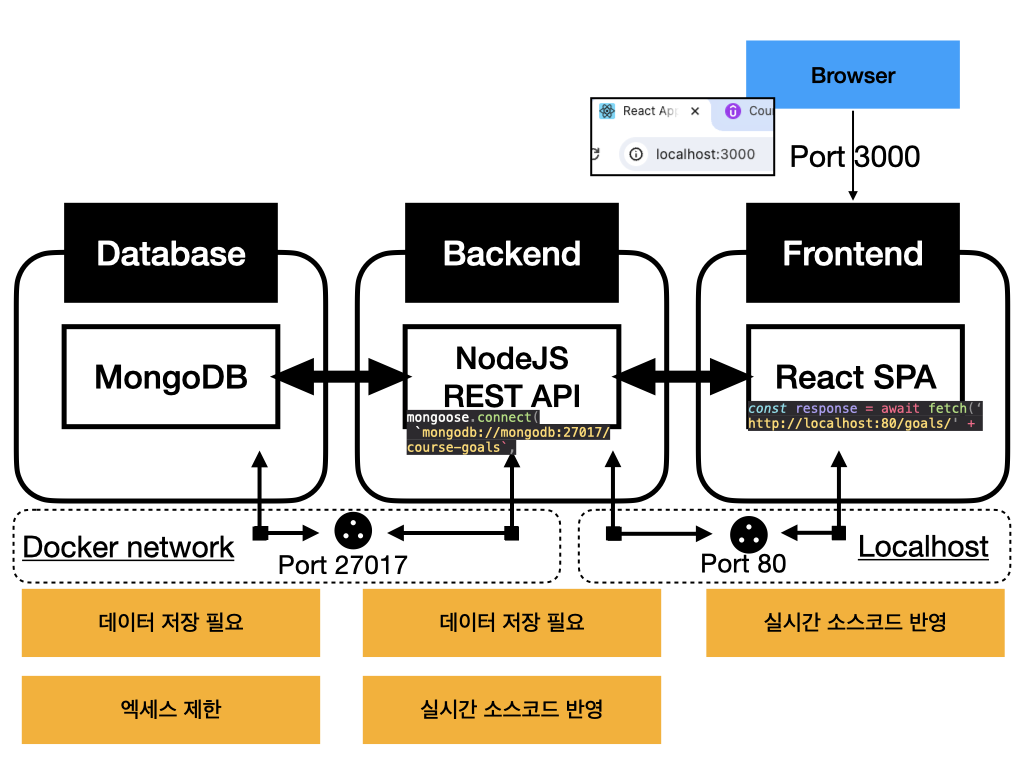 Browser
React Ap
Cou
localhost:3000
Port 3000
Database
Backend
Frontend
MongoDB
NodeJS
REST API
React SPA
mongoose.connect(
`mongodb://mongodb:27017/
course-goals`,
const response = await fetch('
http://localhost:80/goals/' +
Docker network
Port 27017
Port 80
Localhost
데이터 저장 필요
데이터 저장 필요
실시간 소스코드 반영
엑세스 제한
실시간 소스코드 반영